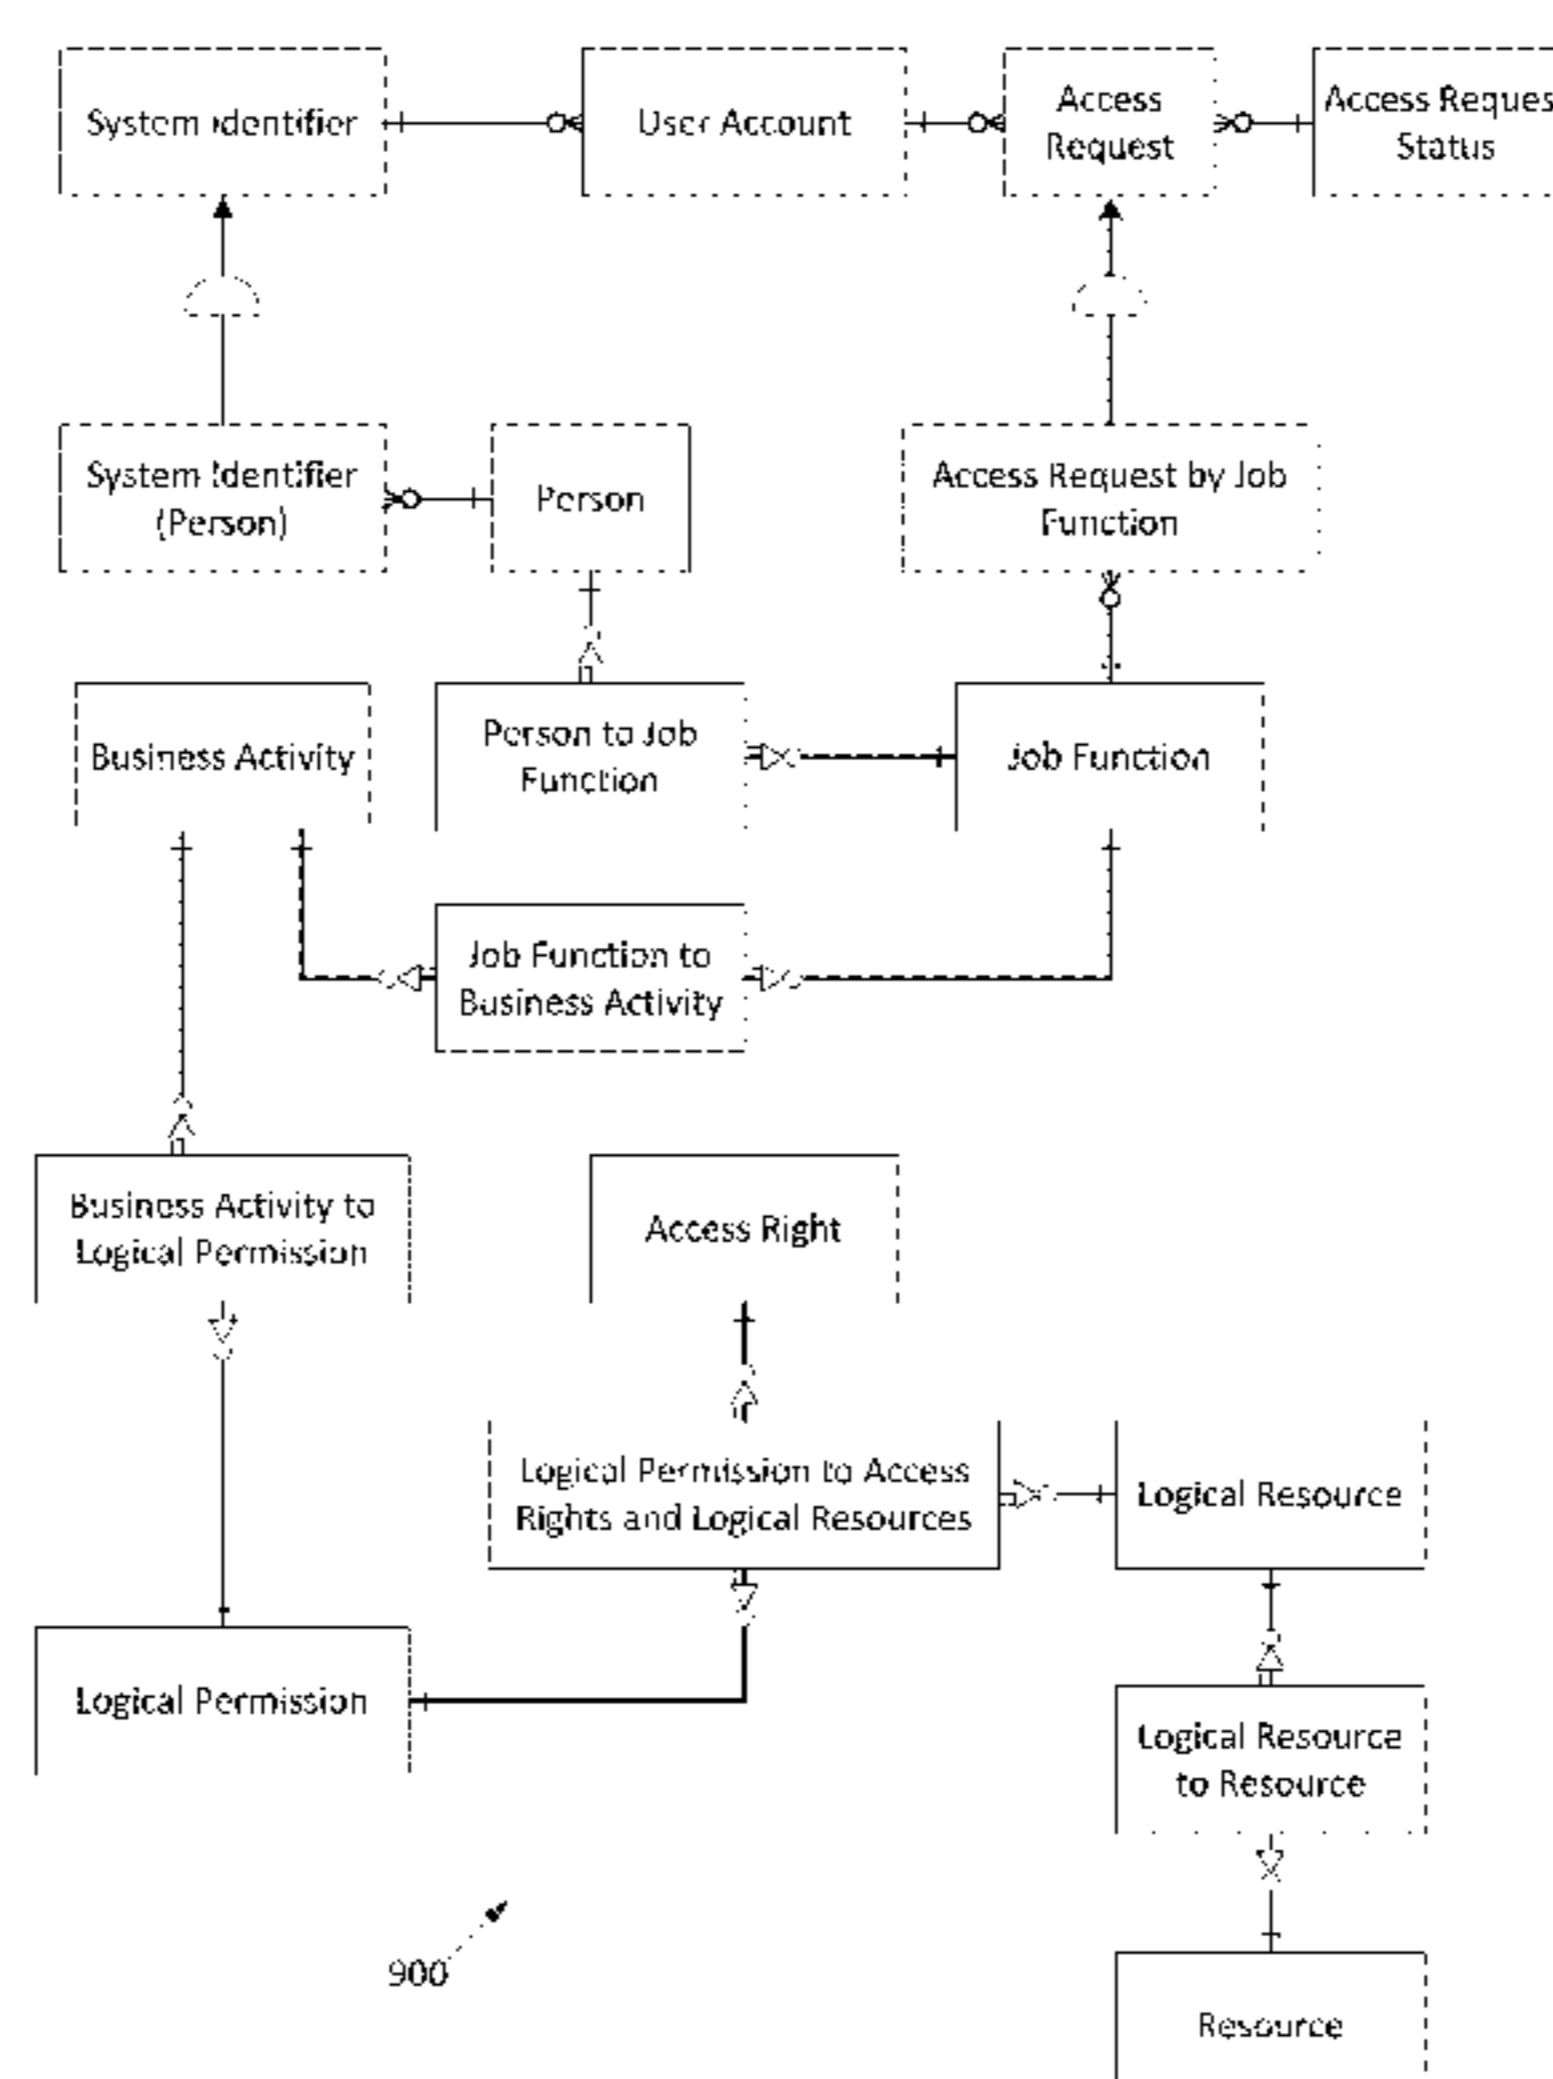 System Identifier
User Account
Access
Request
Access Reques
Status
System Identifier
(Person)
Person
Access Request by Job
Function
Business Activity
Person to Job
Function
Job Function
Job Function to
Business Activity
Business Activity to
Logical Permission
Access Right
Logical Permission to Access
Rights and Logical Resources
Logical Resource
Logical Permission
Logical Resource
to Resource
900
Resource